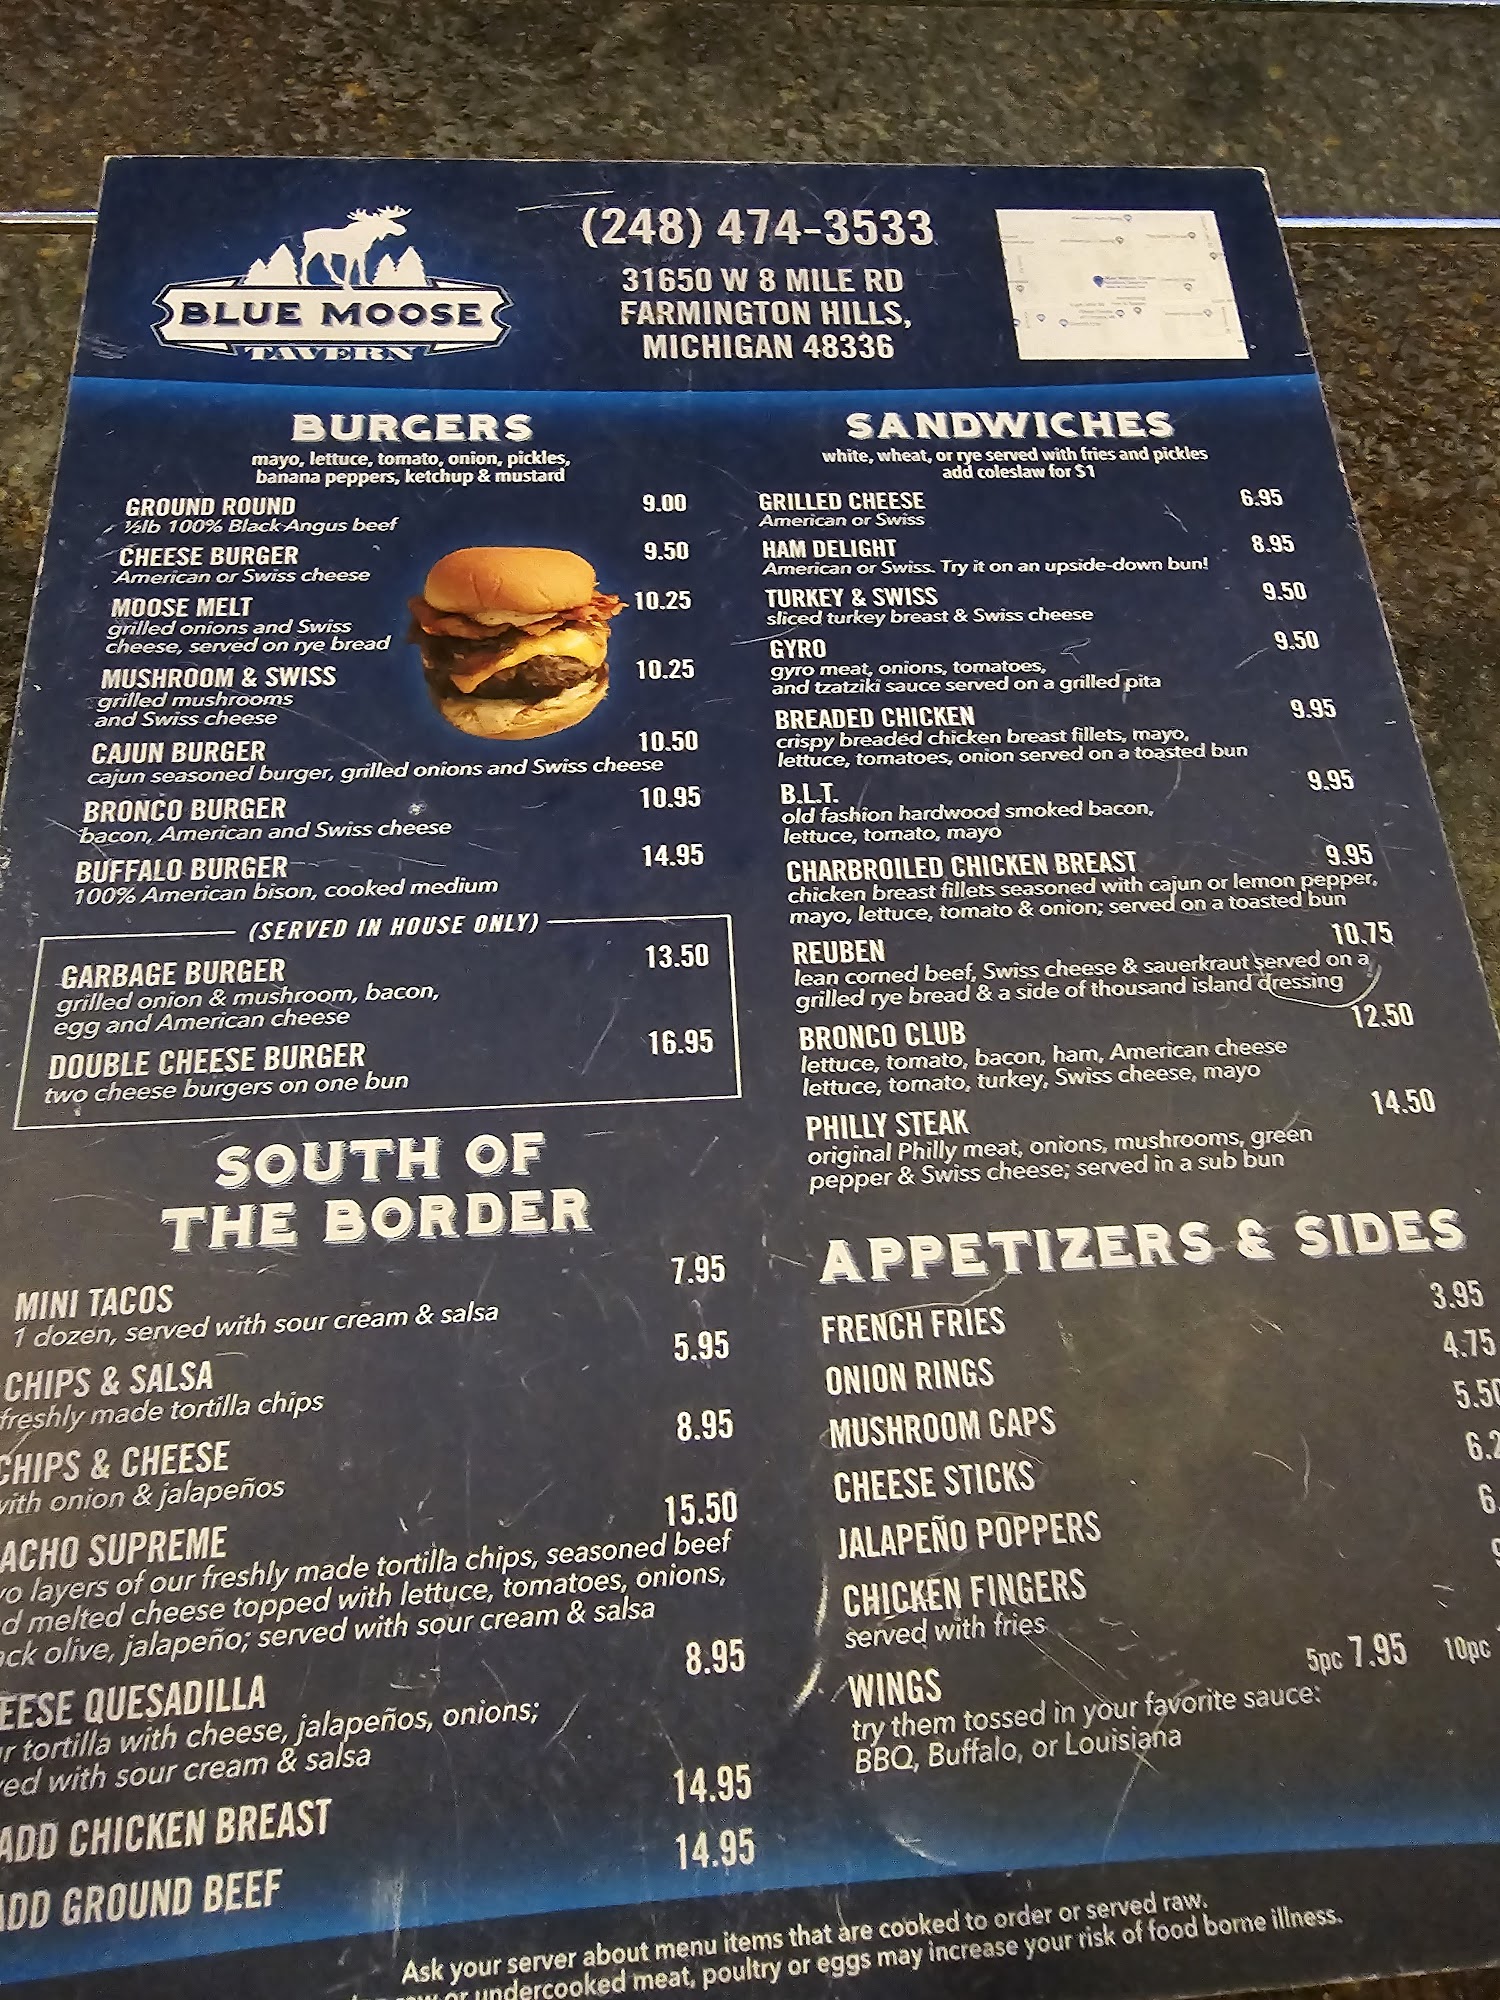 BLUE MOOSE
TAVERN
(248) 474-3533
31650 W 8 MILE RD
FARMINGTON HILLS,
MICHIGAN 48336
BURGERS
mayo, lettuce, tomato, onion, pickles,
banana peppers, ketchup & mustard
GROUND ROUND 9.00
½lb 100% Black Angus beef
CHEESE BURGER 9.50
American or Swiss cheese
MOOSE MELT 10.25
grilled onions and Swiss
cheese, served on rye bread
MUSHROOM & SWISS 10.25
grilled mushrooms
and Swiss cheese
CAJUN BURGER 10.50
cajun seasoned burger, grilled onions and Swiss cheese
BRONCO BURGER 10.95
bacon, American and Swiss cheese
BUFFALO BURGER 14.95
100% American bison, cooked medium
(SERVED IN HOUSE ONLY)
GARBAGE BURGER 13.50
grilled onion & mushroom, bacon,
egg and American cheese
DOUBLE CHEESE BURGER 16.95
two cheese burgers on one bun
SOUTH OF
THE BORDER
MINI TACOS 7.95
1 dozen, served with sour cream & salsa
CHIPS & SALSA 5.95
freshly made tortilla chips
CHIPS & CHEESE 8.95
with onion & jalapeños
ACHO SUPREME 15.50
vo layers of our freshly made tortilla chips, seasoned beef
d melted cheese topped with lettuce, tomatoes, onions,
ack olive, jalapeño; served with sour cream & salsa
EESE QUESADILLA 8.95
ur tortilla with cheese, jalapeños, onions;
ved with sour cream & salsa
ADD CHICKEN BREAST 14.95
ADD GROUND BEEF 14.95
SANDWICHES
white, wheat, or rye served with fries and pickles
add coleslaw for $1
GRILLED CHEESE 6.95
American or Swiss
HAM DELIGHT 8.95
American or Swiss. Try it on an upside-down bun!
TURKEY & SWISS 9.50
sliced turkey breast & Swiss cheese
GYRO 9.50
gyro meat, onions, tomatoes,
and tzatziki sauce served on a grilled pita
BREADED CHICKEN 9.95
crispy breaded chicken breast fillets, mayo,
lettuce, tomatoes, onion served on a toasted bun
B.L.T. 9.95
old fashion hardwood smoked bacon,
lettuce, tomato, mayo
CHARBROILED CHICKEN BREAST 9.95
chicken breast fillets seasoned with cajun or lemon pepper,
mayo, lettuce, tomato & onion; served on a toasted bun
REUBEN 10.75
lean corned beef, Swiss cheese & sauerkraut served on a
grilled rye bread & a side of thousand island dressing
BRONCO CLUB 12.50
lettuce, tomato, bacon, ham, American cheese
lettuce, tomato, turkey, Swiss cheese, mayo
PHILLY STEAK 14.50
original Philly meat, onions, mushrooms, green
pepper & Swiss cheese; served in a sub bun
APPETIZERS & SIDES
FRENCH FRIES 3.95
ONION RINGS 4.75
MUSHROOM CAPS 5.50
CHEESE STICKS 6.2
JALAPEÑO POPPERS 6.
CHICKEN FINGERS
served with fries
WINGS 5pc 7.95 10pc
try them tossed in your favorite sauce:
BBQ, Buffalo, or Louisiana
Ask your server about menu items that are cooked to order or served raw.
or undercooked meat, poultry or eggs may increase your risk of food borne illness.